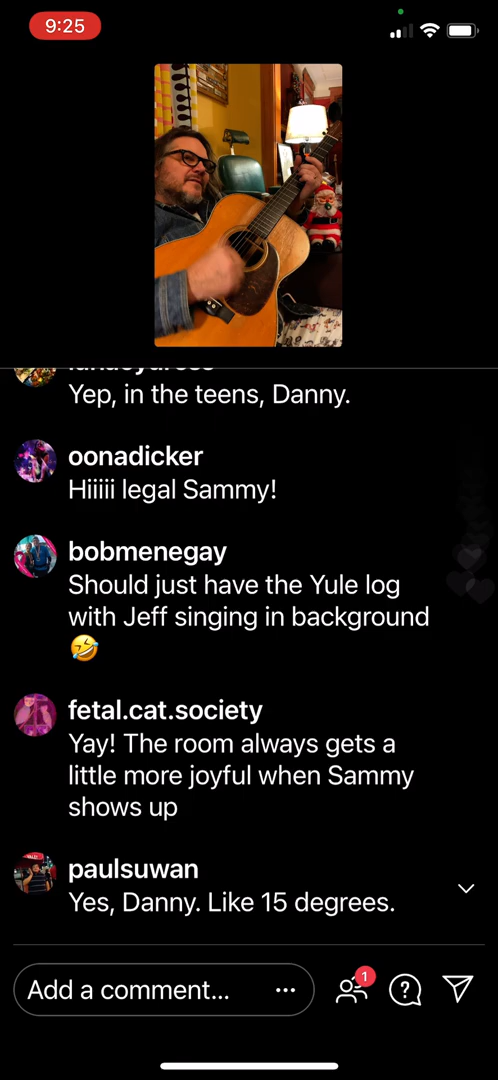 9:25
Yep, in the teens, Danny.
oonadicker
Hiiiii legal Sammy!
bobmenegay
Should just have the Yule log
with Jeff singing in background
🤣
fetal.cat.society
Yay! The room always gets a
little more joyful when Sammy
shows up
paulsuwan
Yes, Danny. Like 15 degrees.
Add a comment...
1